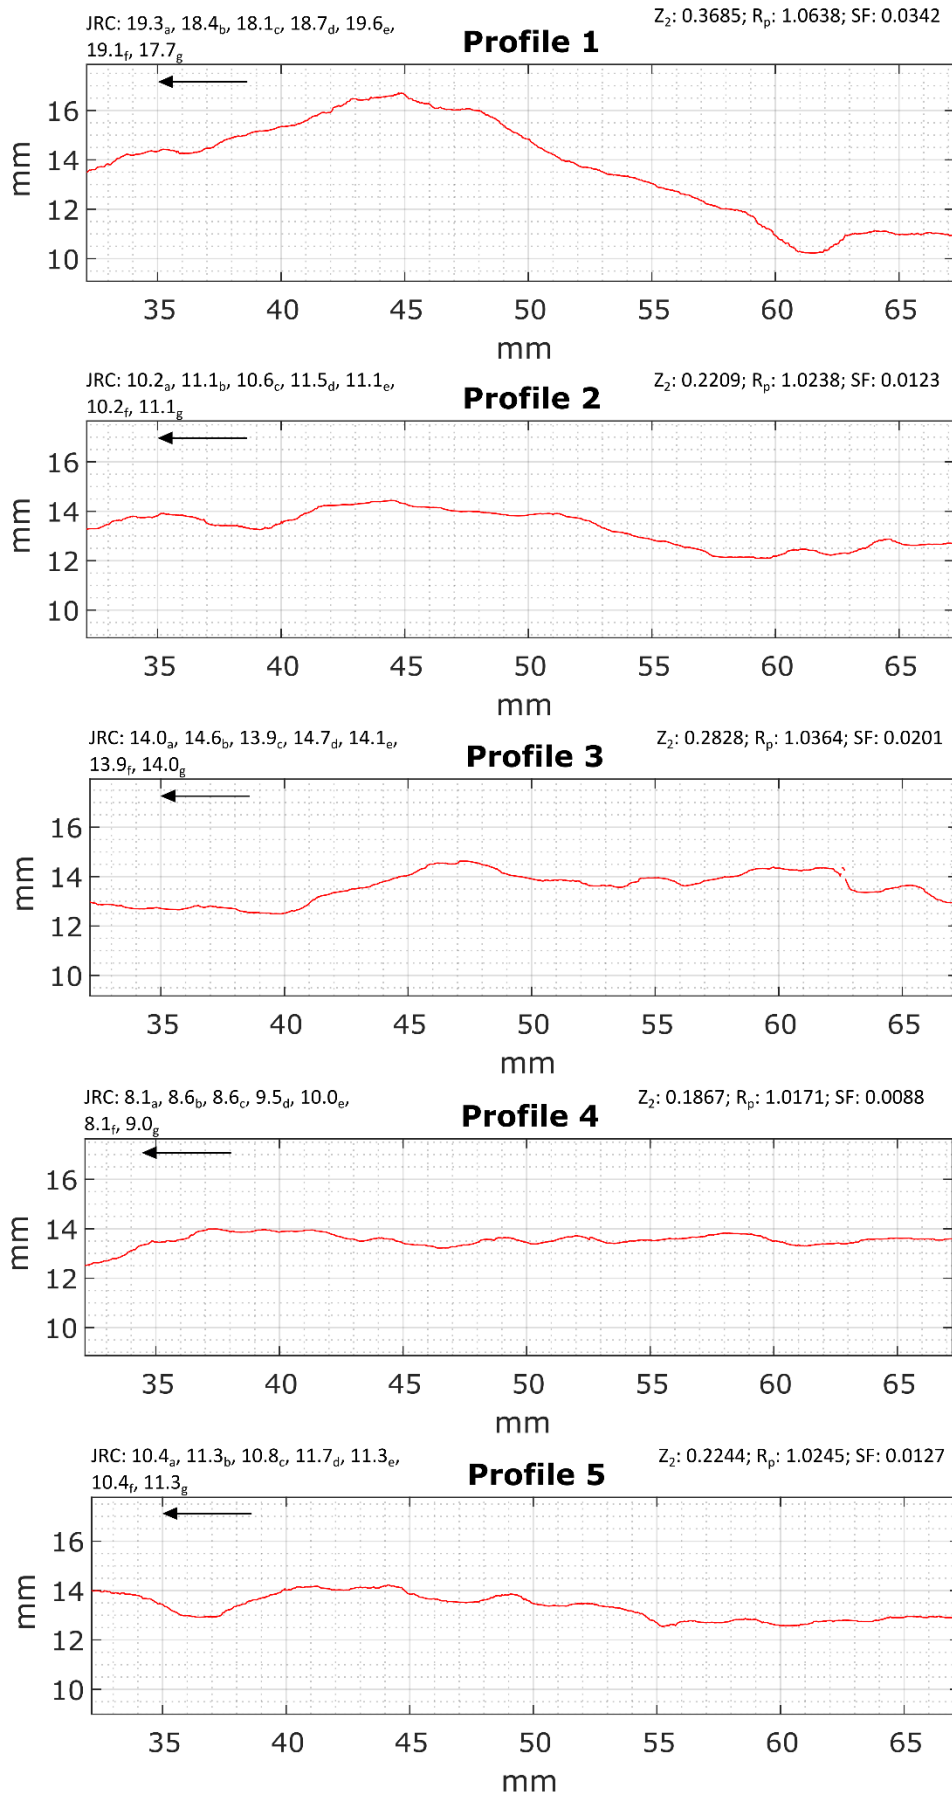 JRC: 19.3a, 18.4b, 18.1c, 18.7d, 19.6e,
19.1f, 17.7g
Profile 1
Z2: 0.3685; Rp: 1.0638; SF: 0.0342
16
14
12
10
mm
35 40 45 50 55 60 65
mm
JRC: 10.2a, 11.1b, 10.6c, 11.5d, 11.1e,
10.2f, 11.1g
Profile 2
Z2: 0.2209; Rp: 1.0238; SF: 0.0123
16
14
12
10
mm
35 40 45 50 55 60 65
mm
JRC: 14.0a, 14.6b, 13.9c, 14.7d, 14.1e,
13.9f, 14.0g
Profile 3
Z2: 0.2828; Rp: 1.0364; SF: 0.0201
16
14
12
10
mm
35 40 45 50 55 60 65
mm
JRC: 8.1a, 8.6b, 8.6c, 9.5d, 10.0e,
8.1f, 9.0g
Profile 4
Z2: 0.1867; Rp: 1.0171; SF: 0.0088
16
14
12
10
mm
35 40 45 50 55 60 65
mm
JRC: 10.4a, 11.3b, 10.8c, 11.7d, 11.3e,
10.4f, 11.3g
Profile 5
Z2: 0.2244; Rp: 1.0245; SF: 0.0127
16
14
12
10
mm
35 40 45 50 55 60 65
mm